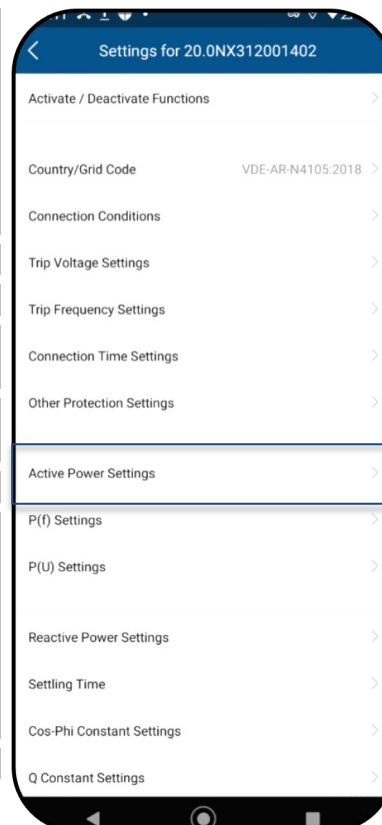 Settings for 20.0NX312001402
Activate / Deactivate Functions
Country/Grid Code VDE-AR-N4105:2018
Connection Conditions
Trip Voltage Settings
Trip Frequency Settings
Connection Time Settings
Other Protection Settings
Active Power Settings
P(f) Settings
P(U) Settings
Reactive Power Settings
Settling Time
Cos-Phi Constant Settings
Q Constant Settings